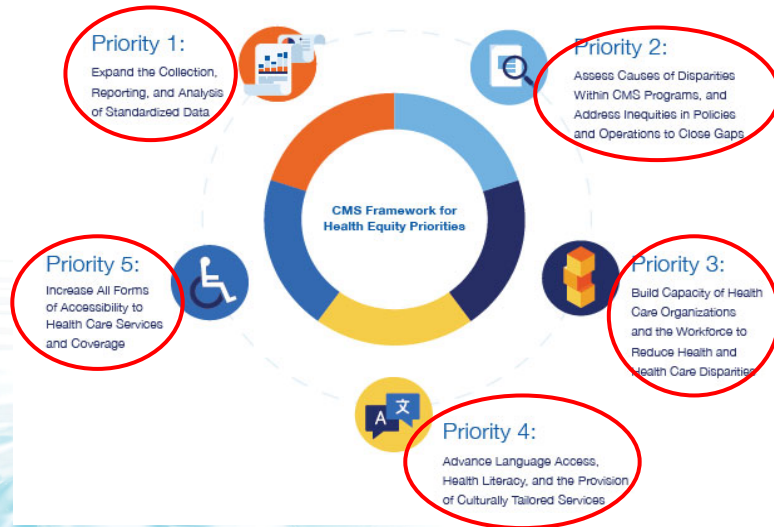 Priority 1:
Expand the Collection,
Reporting, and Analysis
of Standardized Data
Priority 2:
Assess Causes of Disparities
Within CMS Programs, and
Address Inequities in Policies
and Operations to Close Gaps
CMS Framework for
Health Equity Priorities
Priority 5:
Increase All Forms
of Accessibility to
Health Care Services
and Coverage
Priority 3:
Build Capacity of Health
Care Organizations
and the Workforce to
Reduce Health and
Health Care Disparities
A 文
Priority 4:
Advance Language Access,
Health Literacy, and the Provision
of Culturally Tailored Services